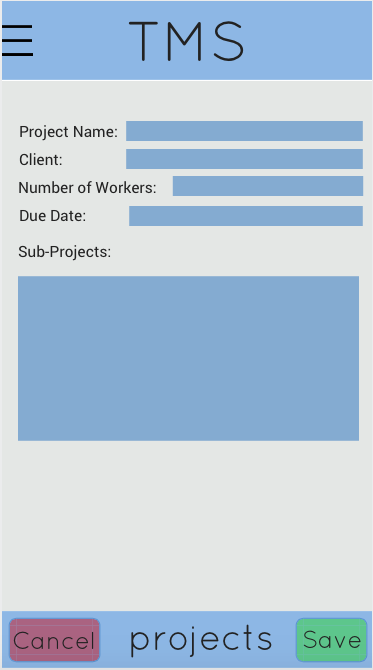 TMS
Project Name:
Client:
Number of Workers:
Due Date:
Sub-Projects:
Cancel projects Save